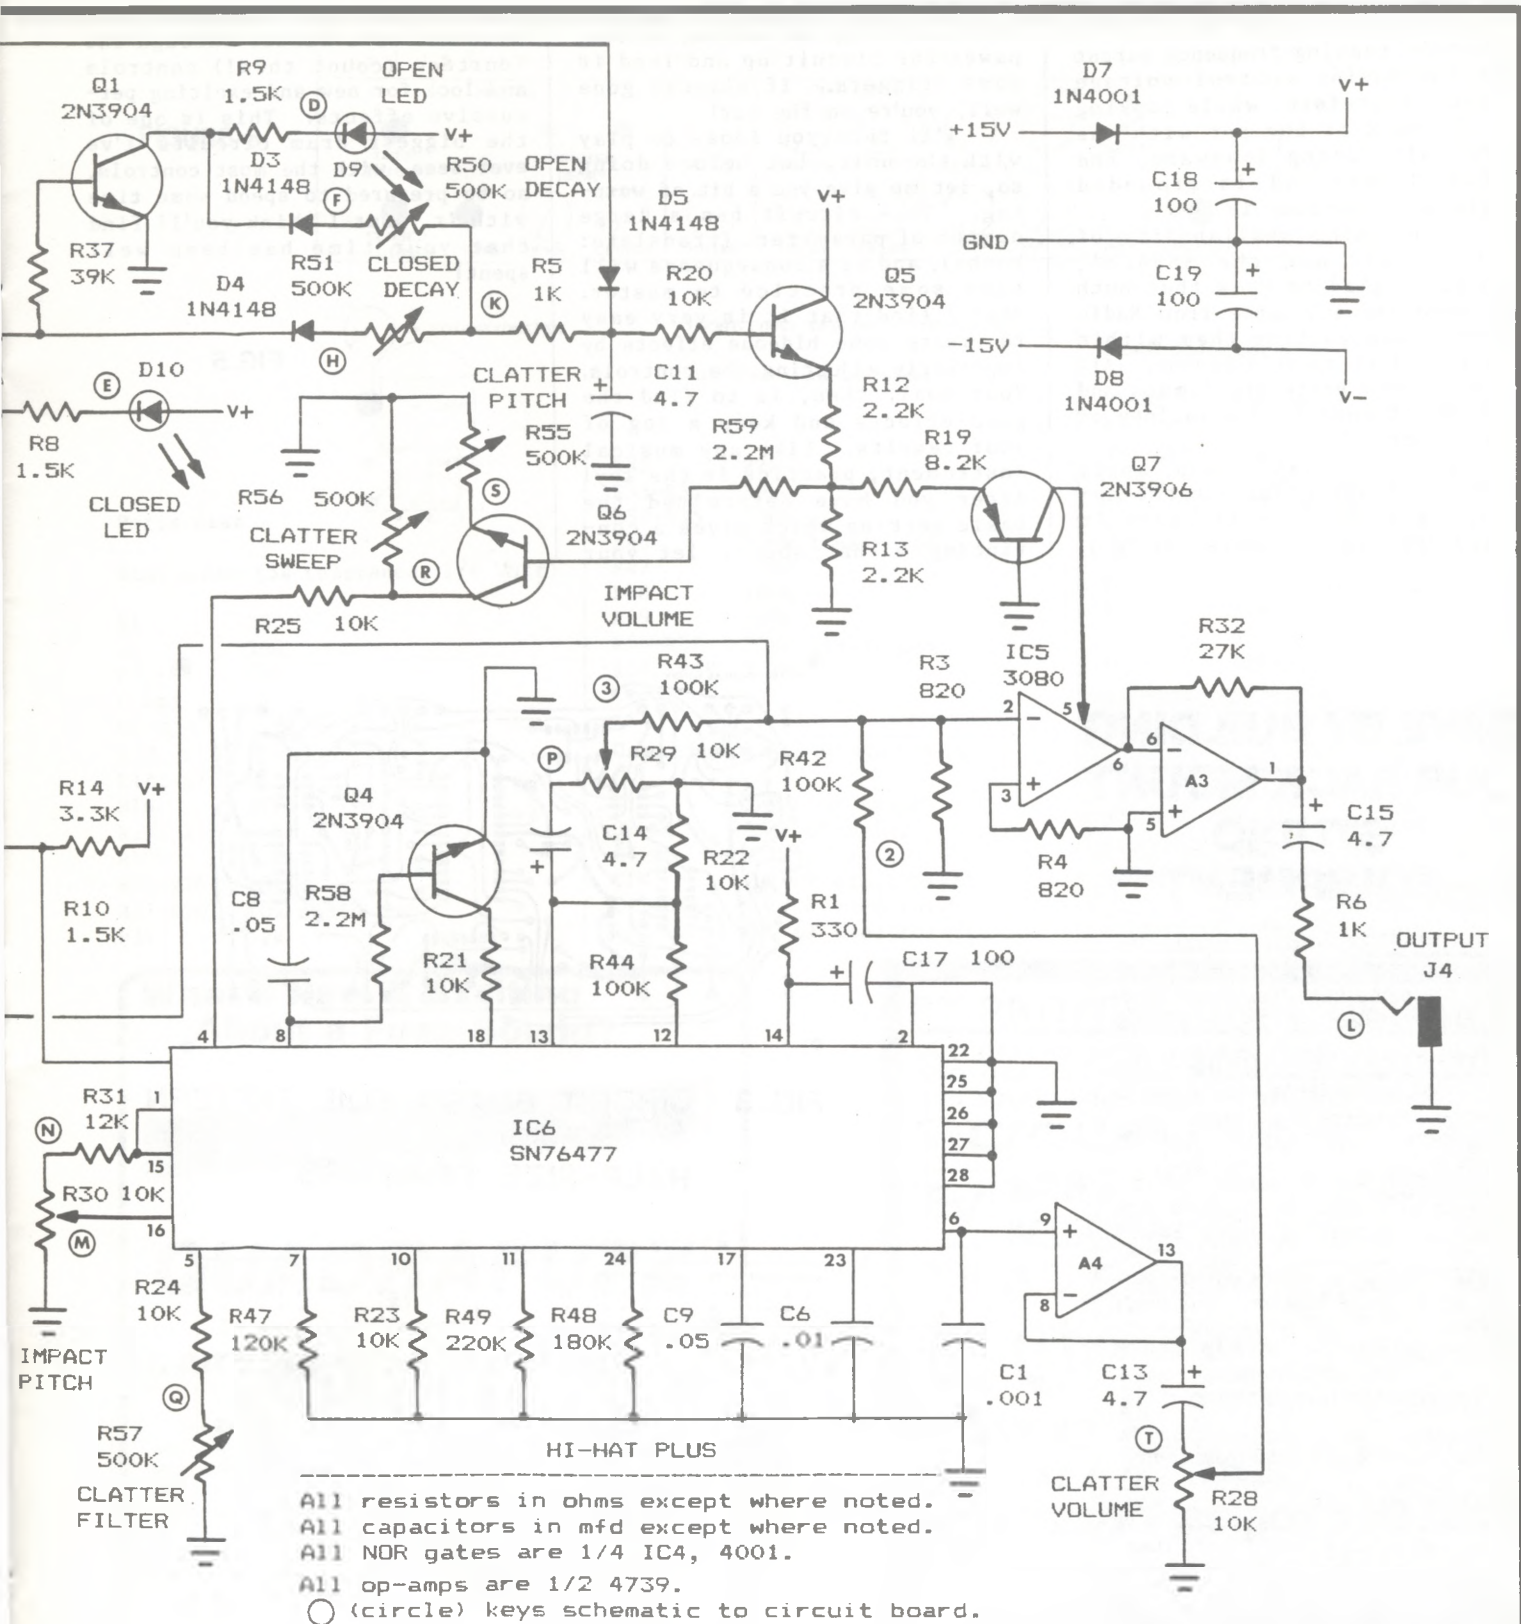 Q1
2N3904
R9
1.5K
D
OPEN
LED
V+
D3
1N4148
D9
F
R50
500K
OPEN
DECAY
R37
39K
D4
1N4148
R51
500K
CLOSED
DECAY
H
K
R5
1K
D5
1N4148
R20
10K
V+
Q5
2N3904
D7
1N4001
V+
+15V
C18
100
+
GND
C19
100
+
-15V
D8
1N4001
V-
E
D10
V+
R8
1.5K
CLOSED
LED
CLATTER
PITCH
+
C11
4.7
R55
500K
S
R56
500K
CLATTER
SWEEP
R
R25
10K
Q6
2N3904
R59
2.2M
R12
2.2K
R19
8.2K
Q7
2N3906
R13
2.2K
IMPACT
VOLUME
R43
100K
3
P
R29 10K
R42
100K
2
R3
820
IC5
3080
2
-
5
3
+
6
R4
820
R32
27K
6
-
A3
5
+
1
+
C15
4.7
R6
1K
OUTPUT
J4
L
R14
3.3K
V+
R10
1.5K
Q4
2N3904
C8
.05
R58
2.2M
R21
10K
C14
4.7
+
R22
10K
R44
100K
V+
R1
330
+
C17 100
4
8
18
13
12
14
2
22
25
26
27
28
6
1
15
16
R31
12K
N
R30 10K
M
IMPACT
PITCH
IC6
SN76477
5
7
10
11
24
17
23
R24
10K
R47
120K
R23
10K
R49
220K
R48
180K
C9
.05
C6
.01
C1
.001
9
+
A4
8
-
13
C13
4.7
+
T
CLATTER
VOLUME
R28
10K
Q
R57
500K
CLATTER
FILTER
HI-HAT PLUS
All resistors in ohms except where noted.
All capacitors in mfd except where noted.
All NOR gates are 1/4 IC4, 4001.
All op-amps are 1/2 4739.
(circle) keys schematic to circuit board.